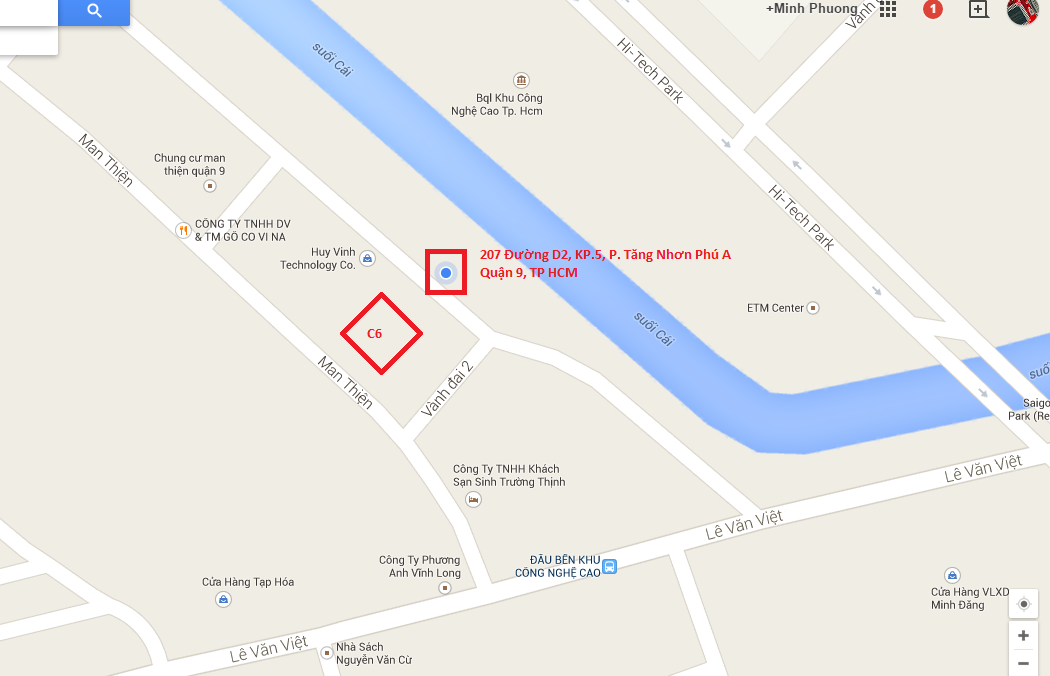 +Minh Phuong
1
Vành
suối Cái
Hi-Tech Park
Bql Khu Công
Nghệ Cao Tp. Hcm
Man Thiện
Chung cư man
thiện quận 9
Hi-Tech Park
CÔNG TY TNHH DV
& TM GỖ CO VI NA
Huy Vinh
Technology Co.
207 Đường D2, KP.5, P. Tăng Nhơn Phú A
Quận 9, TP HCM
ETM Center
suối Cái
C6
Man Thiện
Vành đai 2
suố
Saigo
Park (Re
Công Ty TNHH Khách
Sạn Sinh Trường Thịnh
Lê Văn Việt
Lê Văn Việt
Công Ty Phương
Anh Vĩnh Long
ĐẦU BẾN KHU
CÔNG NGHỆ CAO
Cửa Hàng Tạp Hóa
Cửa Hàng VLXD
Minh Đăng
Lê Văn Việt
Nhà Sách
Nguyễn Văn Cừ
+
−